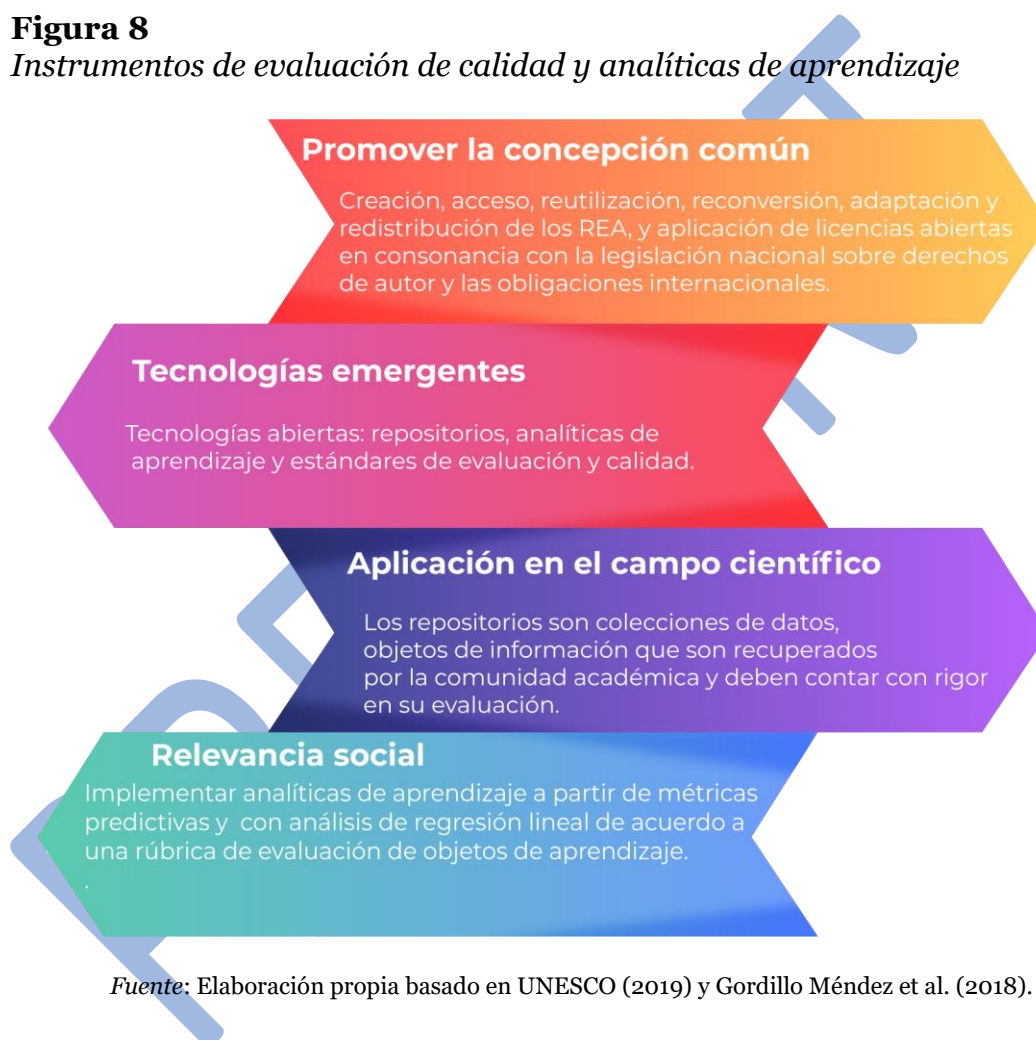 Figura 8
Instrumentos de evaluación de calidad y analíticas de aprendizaje
Promover la concepción común
Creación, acceso, reutilización, reconversión, adaptación y
redistribución de los REA, y aplicación de licencias abiertas
en consonancia con la legislación nacional sobre derechos
de autor y las obligaciones internacionales.
Tecnologías emergentes
Tecnologías abiertas: repositorios, analíticas de
aprendizaje y estándares de evaluación y calidad.
Aplicación en el campo científico
Los repositorios son colecciones de datos,
objetos de información que son recuperados
por la comunidad académica y deben contar con rigor
en su evaluación.
Relevancia social
Implementar analíticas de aprendizaje a partir de métricas
predictivas y  con análisis de regresión lineal de acuerdo a
una rúbrica de evaluación de objetos de aprendizaje.
.
Fuente: Elaboración propia basado en UNESCO (2019) y Gordillo Méndez et al. (2018).